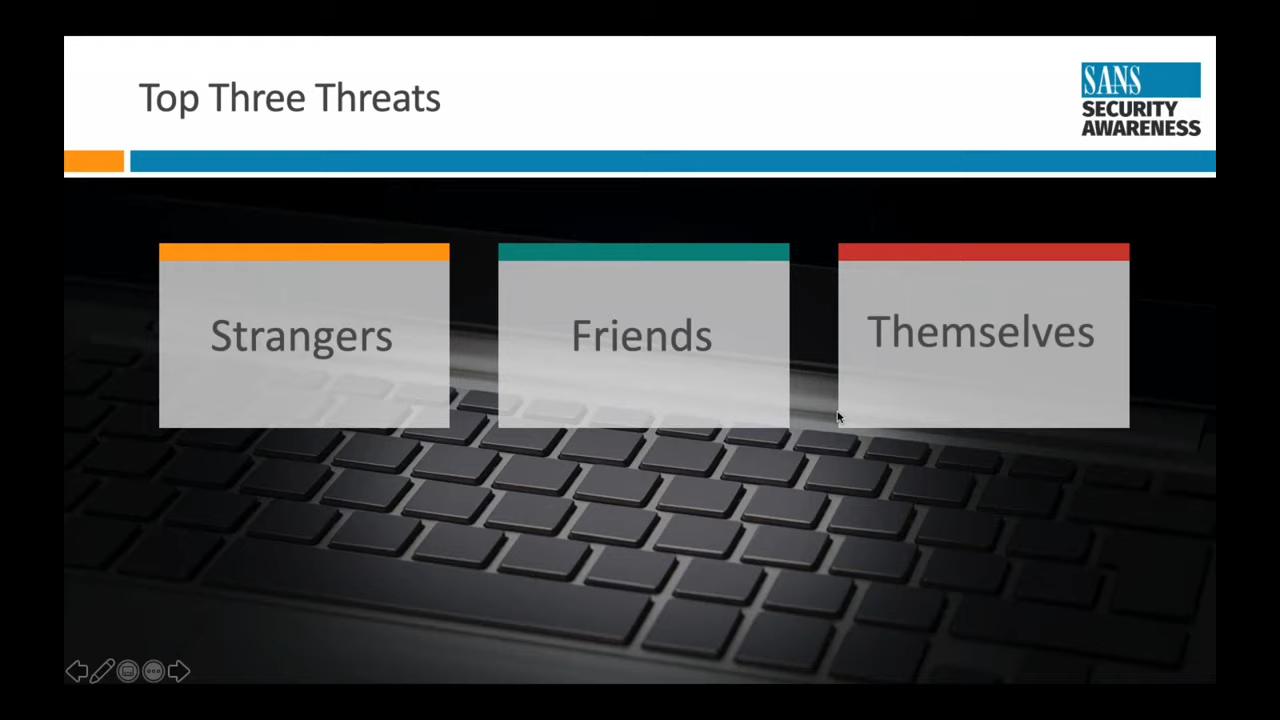 Top Three Threats
SANS
SECURITY
AWARENESS
Strangers
Friends
Themselves